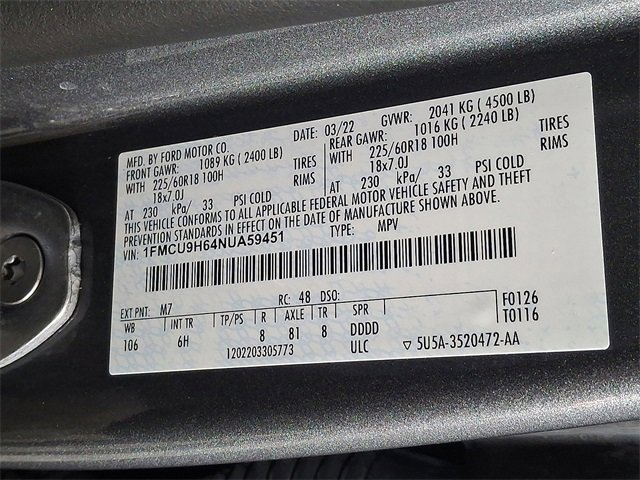 MFD. BY FORD MOTOR CO. 03/22 GVWR: 2041 KG ( 4500 LB)
FRONT GAWR: 1089 KG ( 2400 LB) REAR GAWR: 1016 KG ( 2240 LB)
WITH 225/60R18 100H TIRES WITH 225/60R18 100H TIRES
18x7.0J RIMS 18x7.0J RIMS
AT 230 kPa/ 33 PSI COLD AT 230 kPa/ 33 PSI COLD
THIS VEHICLE CONFORMS TO ALL APPLICABLE FEDERAL MOTOR VEHICLE SAFETY AND THEFT
PREVENTION STANDARDS IN EFFECT ON THE DATE OF MANUFACTURE SHOWN ABOVE.
VIN: 1FMCU9H64NUA59451 TYPE: MPV
EXT PNT: M7 RC: 48 DSO: F0126
WB INT TR TP/PS R AXLE TR SPR T0116
106 6H 8 81 8 DDDD
1202203305773 ULC ▽ 5U5A-3520472-AA